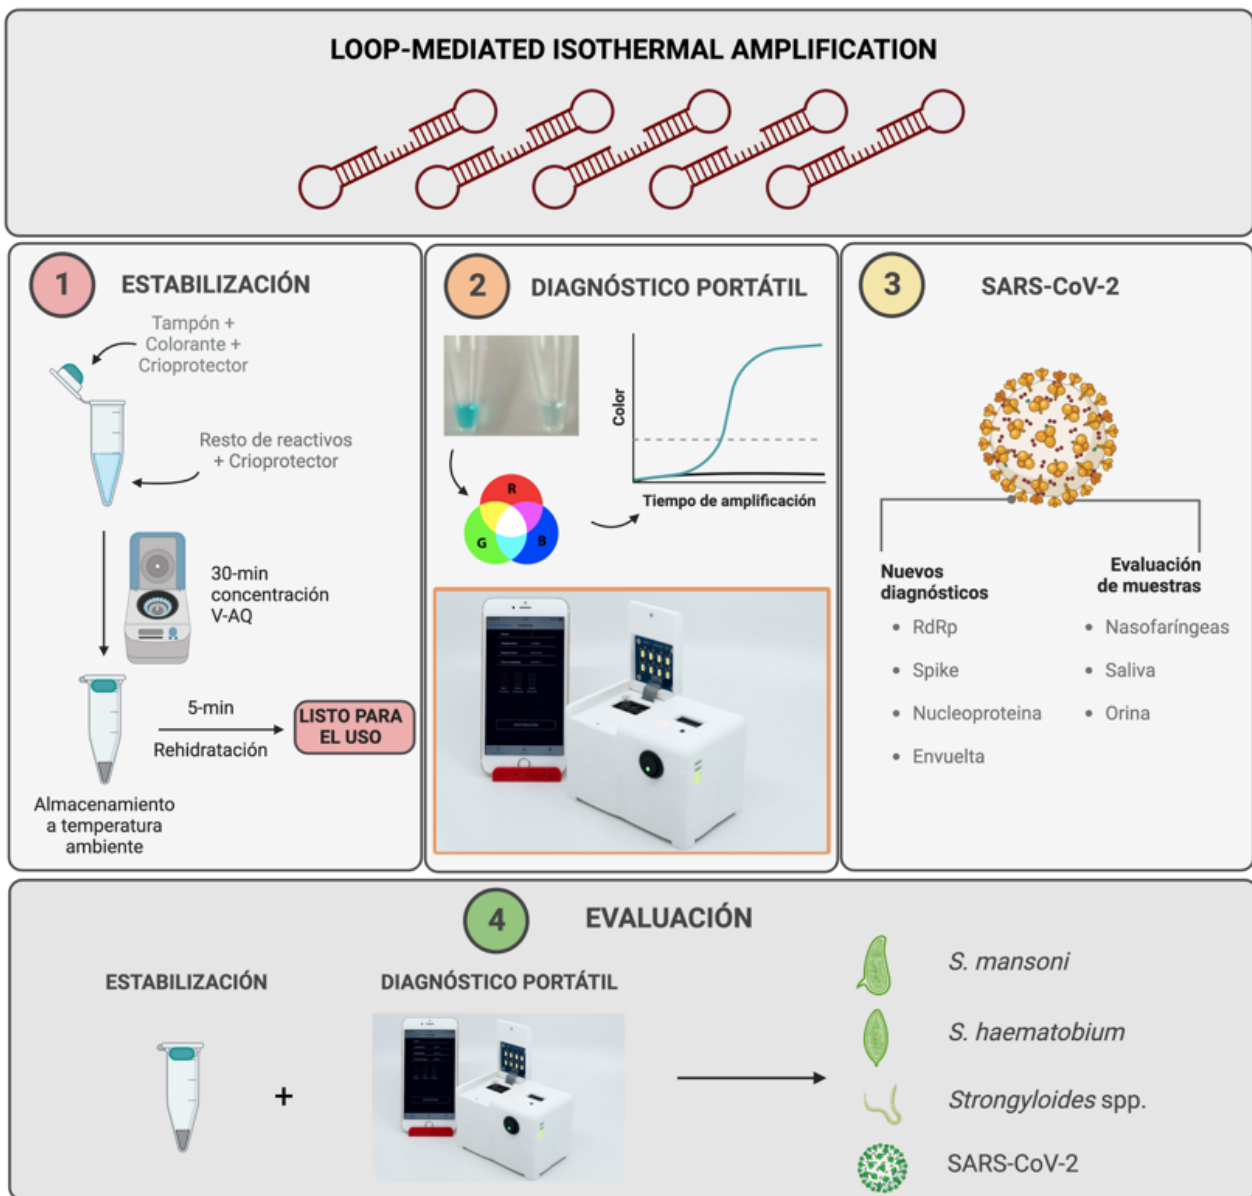 LOOP-MEDIATED ISOTHERMAL AMPLIFICATION
1
ESTABILIZACIÓN
Tampón +
Colorante +
Crioprotector
Resto de reactivos
+ Crioprotector
30-min
concentración
V-AQ
5-min
Rehidratación
LISTO PARA
EL USO
Almacenamiento
a temperatura
ambiente
2
DIAGNÓSTICO PORTÁTIL
Color
Tiempo de amplificación
R
G
B
3
SARS-CoV-2
Nuevos
diagnósticos
• RdRp
• Spike
• Nucleoproteina
• Envuelta
Evaluación
de muestras
• Nasofaríngeas
• Saliva
• Orina
4
EVALUACIÓN
ESTABILIZACIÓN
+
DIAGNÓSTICO PORTÁTIL
S. mansoni
S. haematobium
Strongyloides spp.
SARS-CoV-2